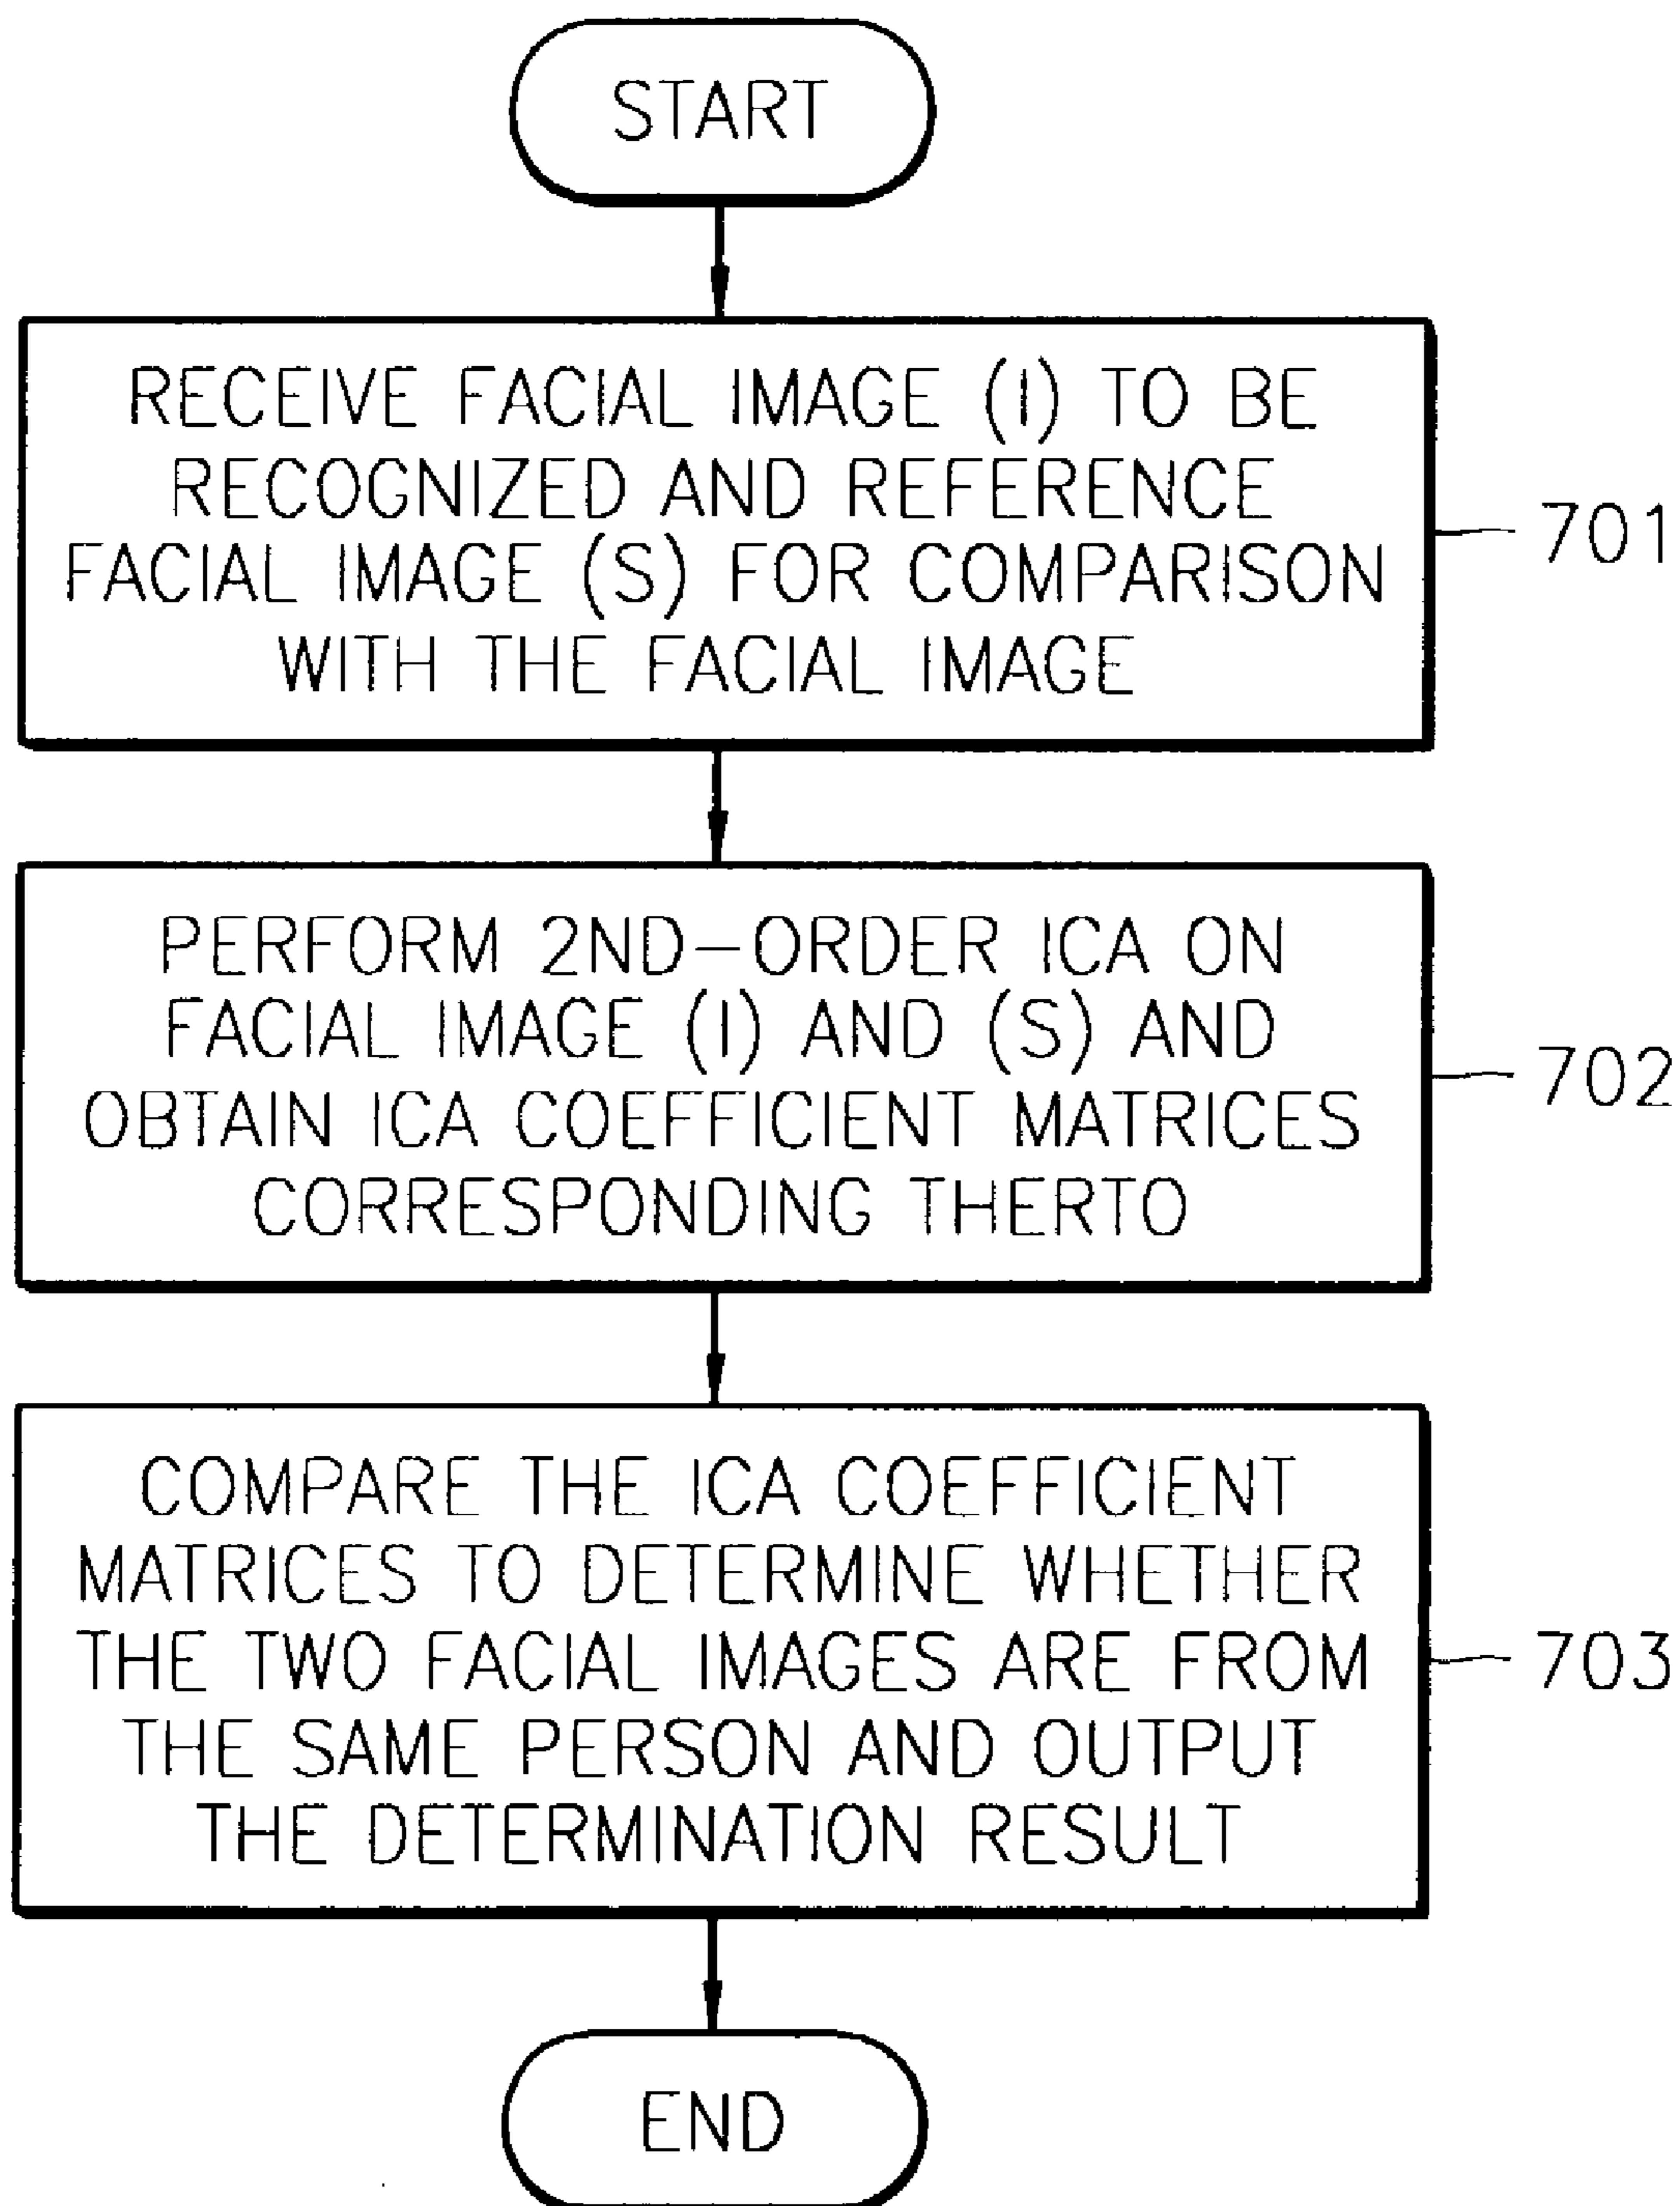 START
RECEIVE FACIAL IMAGE (I) TO BE
RECOGNIZED AND REFERENCE
FACIAL IMAGE (S) FOR COMPARISON
WITH THE FACIAL IMAGE
701
PERFORM 2ND-ORDER ICA ON
FACIAL IMAGE (I) AND (S) AND
OBTAIN ICA COEFFICIENT MATRICES
CORRESPONDING THERTO
702
COMPARE THE ICA COEFFICIENT
MATRICES TO DETERMINE WHETHER
THE TWO FACIAL IMAGES ARE FROM
THE SAME PERSON AND OUTPUT
THE DETERMINATION RESULT
703
END